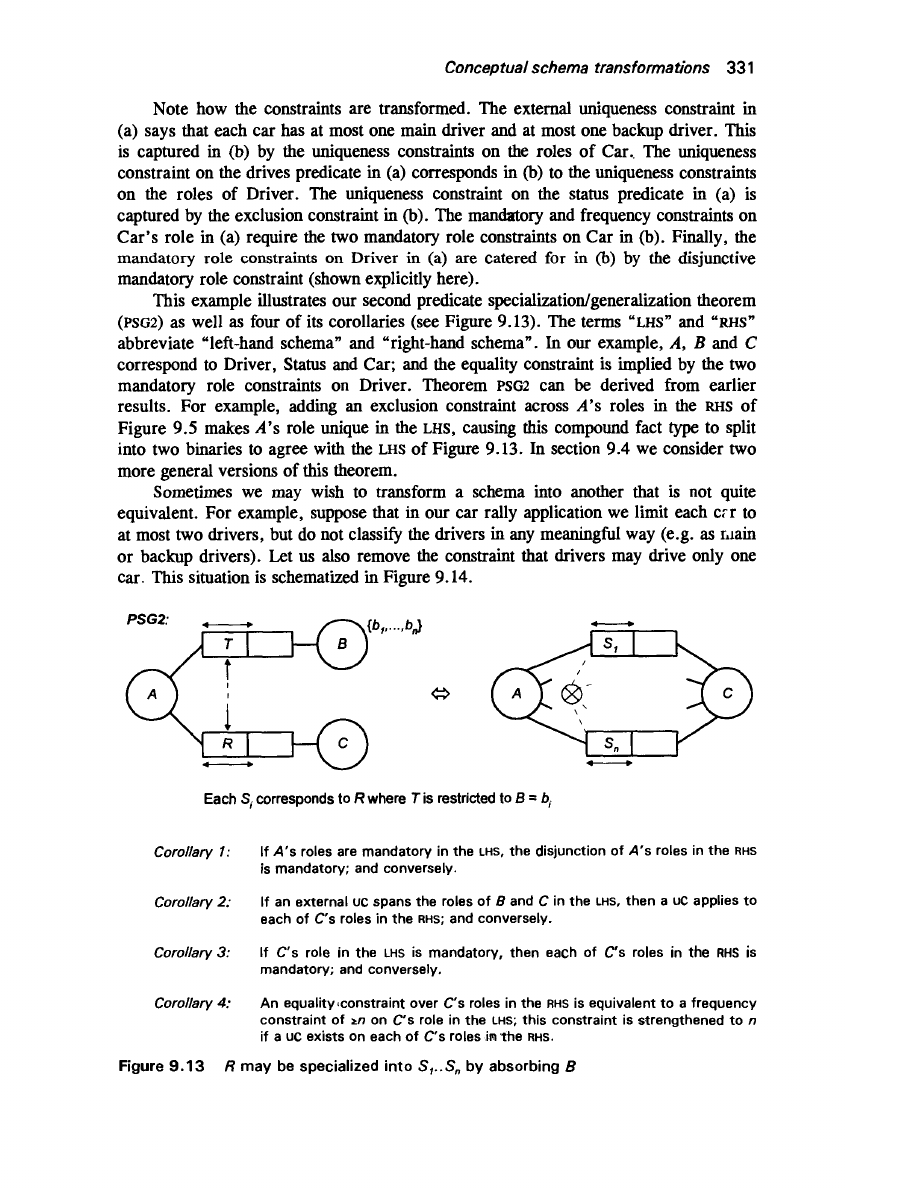 Conceptual schema transformations 331
Note how the constraints are transformed. The external uniqueness constraint in
(a) says that each car has at most one main driver and at most one backup driver. This
is captured in (b) by the uniqueness constraints on the roles of Car. The uniqueness
constraint on the drives predicate in (a) corresponds in (b) to the uniqueness constraints
on the roles of Driver. The uniqueness constraint on the status predicate in (a) is
captured by the exclusion constraint in (b). The mandatory and frequency constraints on
Car's role in (a) require the two mandatory role constraints on Car in (b). Finally, the
mandatory role constraints on Driver in (a) are catered for in (b) by the disjunctive
mandatory role constraint (shown explicitly here).
This example illustrates our second predicate specialization/generalization theorem
(PSG2) as well as four of its corollaries (see Figure 9.13). The terms "LHS" and "RHS"
abbreviate "left-hand schema" and "right-hand schema". In our example, A, B and C
correspond to Driver, Status and Car; and the equality constraint is implied by the two
mandatory role constraints on Driver. Theorem PSG2 can be derived from earlier
results. For example, adding an exclusion constraint across A's roles in the RHS of
Figure 9.5 makes A's role unique in the LHS, causing this compound fact type to split
into two binaries to agree with the LHS of Figure 9.13. In section 9.4 we consider two
more general versions of this theorem.
Sometimes we may wish to transform a schema into another that is not quite
equivalent. For example, suppose that in our car rally application we limit each car to
at most two drivers, but do not classify the drivers in any meaningful way (e.g. as main
or backup drivers). Let us also remove the constraint that drivers may drive only one
car. This situation is schematized in Figure 9.14.
PSG2:
T
B
{b₁,...,bₙ}
A
R
C
⇔
S₁
A
C
Sₙ
Each Sᵢ corresponds to R where T is restricted to B = bᵢ
Corollary 1: If A's roles are mandatory in the LHS, the disjunction of A's roles in the RHS
is mandatory; and conversely.
Corollary 2: If an external UC spans the roles of B and C in the LHS, then a UC applies to
each of C's roles in the RHS; and conversely.
Corollary 3: If C's role in the LHS is mandatory, then each of C's roles in the RHS is
mandatory; and conversely.
Corollary 4: An equality constraint over C's roles in the RHS is equivalent to a frequency
constraint of ≥n on C's role in the LHS; this constraint is strengthened to n
if a UC exists on each of C's roles in the RHS.
Figure 9.13 R may be specialized into S₁..Sₙ by absorbing B